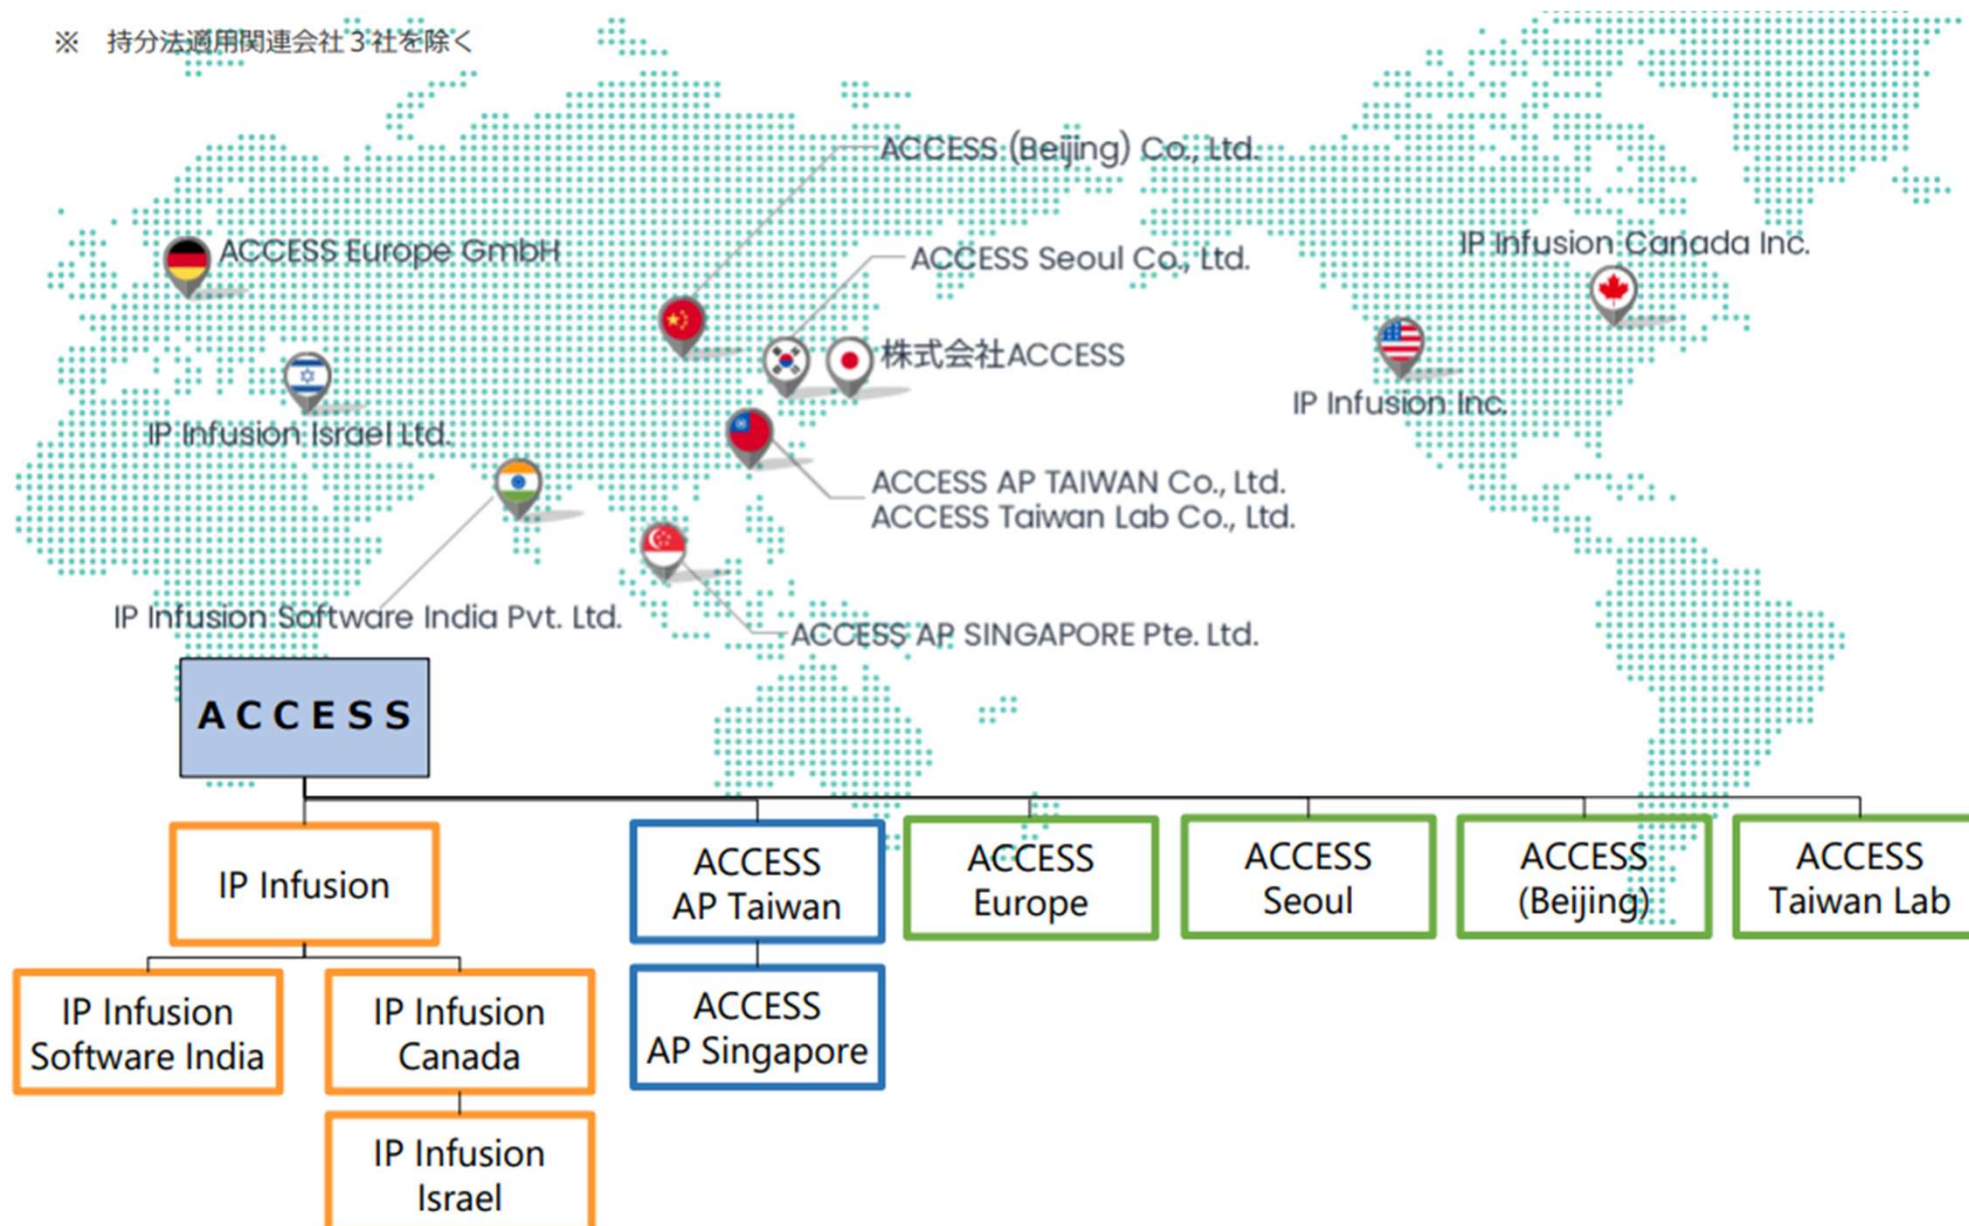 ※ 持分法適用関連会社3社を除く
ACCESS (Beijing) Co., Ltd.
ACCESS Europe GmbH
ACCESS Seoul Co., Ltd.
IP Infusion Canada Inc.
株式会社ACCESS
IP Infusion Inc.
IP Infusion Israel Ltd.
ACCESS AP TAIWAN Co., Ltd.
ACCESS Taiwan Lab Co., Ltd.
IP Infusion Software India Pvt. Ltd.
ACCESS AP SINGAPORE Pte. Ltd.
ACCESS
IP Infusion
ACCESS
AP Taiwan
ACCESS
Europe
ACCESS
Seoul
ACCESS
(Beijing)
ACCESS
Taiwan Lab
IP Infusion
Software India
IP Infusion
Canada
ACCESS
AP Singapore
IP Infusion
Israel